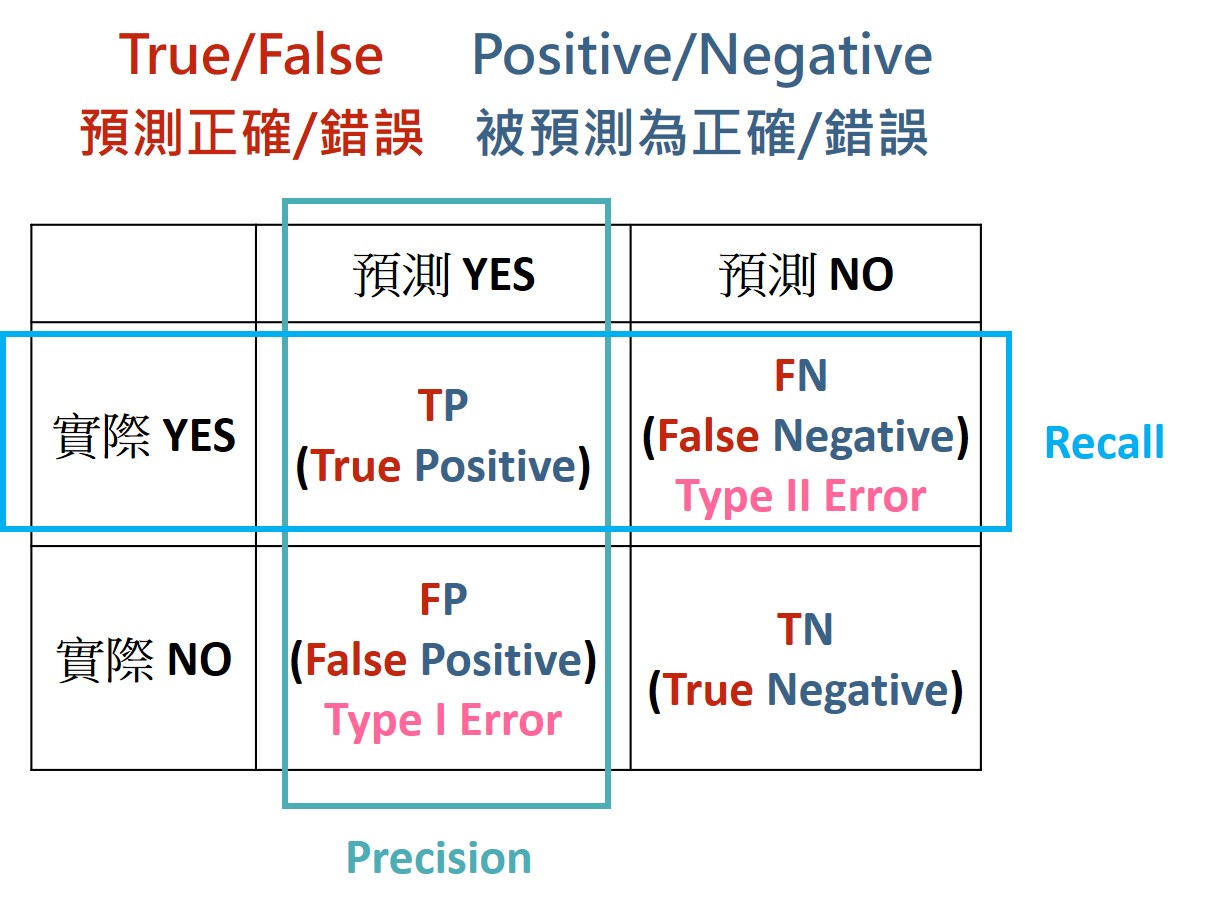 True/False Positive/Negative
預測正確/錯誤 被預測為正確/錯誤
預測 YES 預測 NO
實際 YES
TP
(True Positive)
FN
(False Negative)
Type II Error
Recall
實際 NO
FP
(False Positive)
Type I Error
TN
(True Negative)
Precision